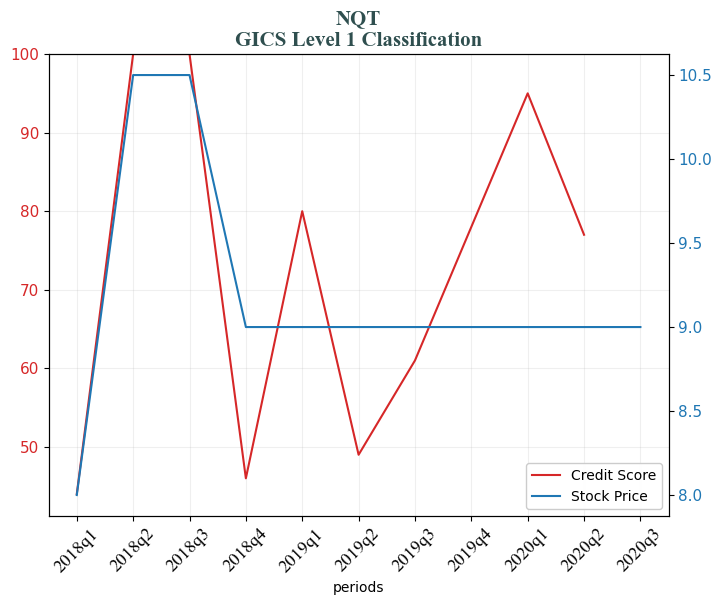 NQT
GICS Level 1 Classification
100
90
80
70
60
50
10.5
10.0
9.5
9.0
8.5
8.0
Credit Score
Stock Price
2018q1
2018q2
2018q3
2018q4
2019q1
2019q2
2019q3
2019q4
2020q1
2020q2
2020q3
periods